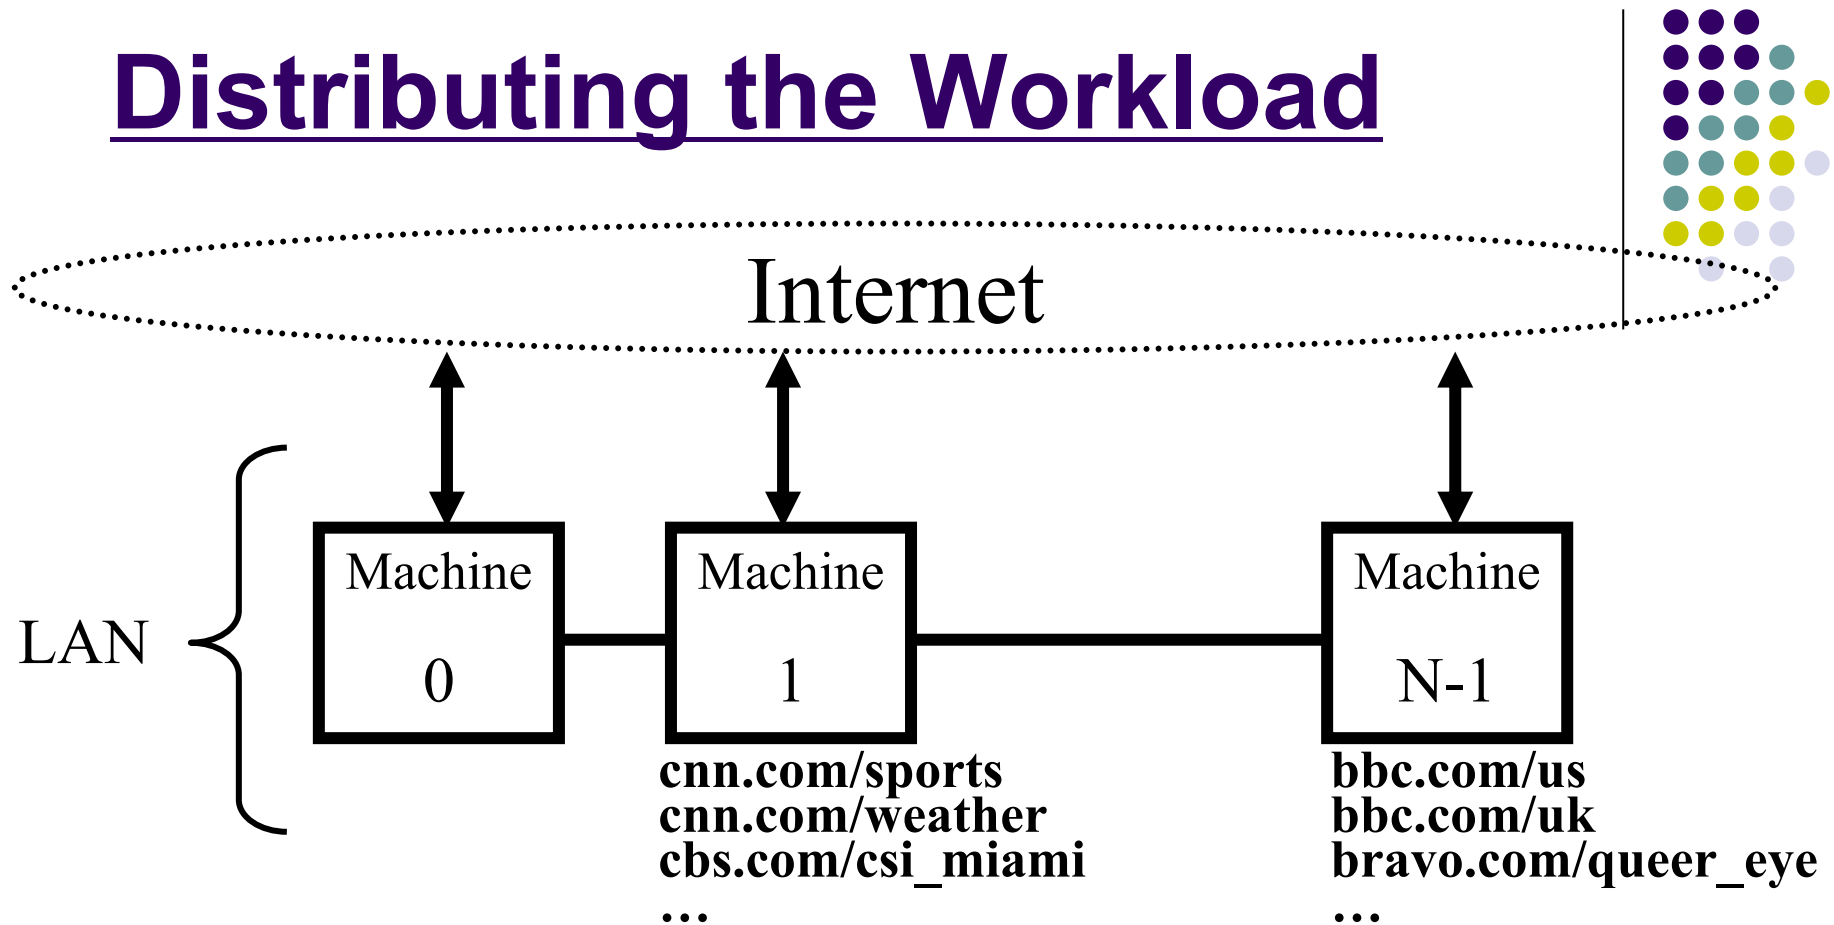 Distributing the Workload
Internet
LAN
Machine
0
Machine
1
Machine
N-1
cnn.com/sports
cnn.com/weather
cbs.com/csi_miami
…
bbc.com/us
bbc.com/uk
bravo.com/queer_eye
…